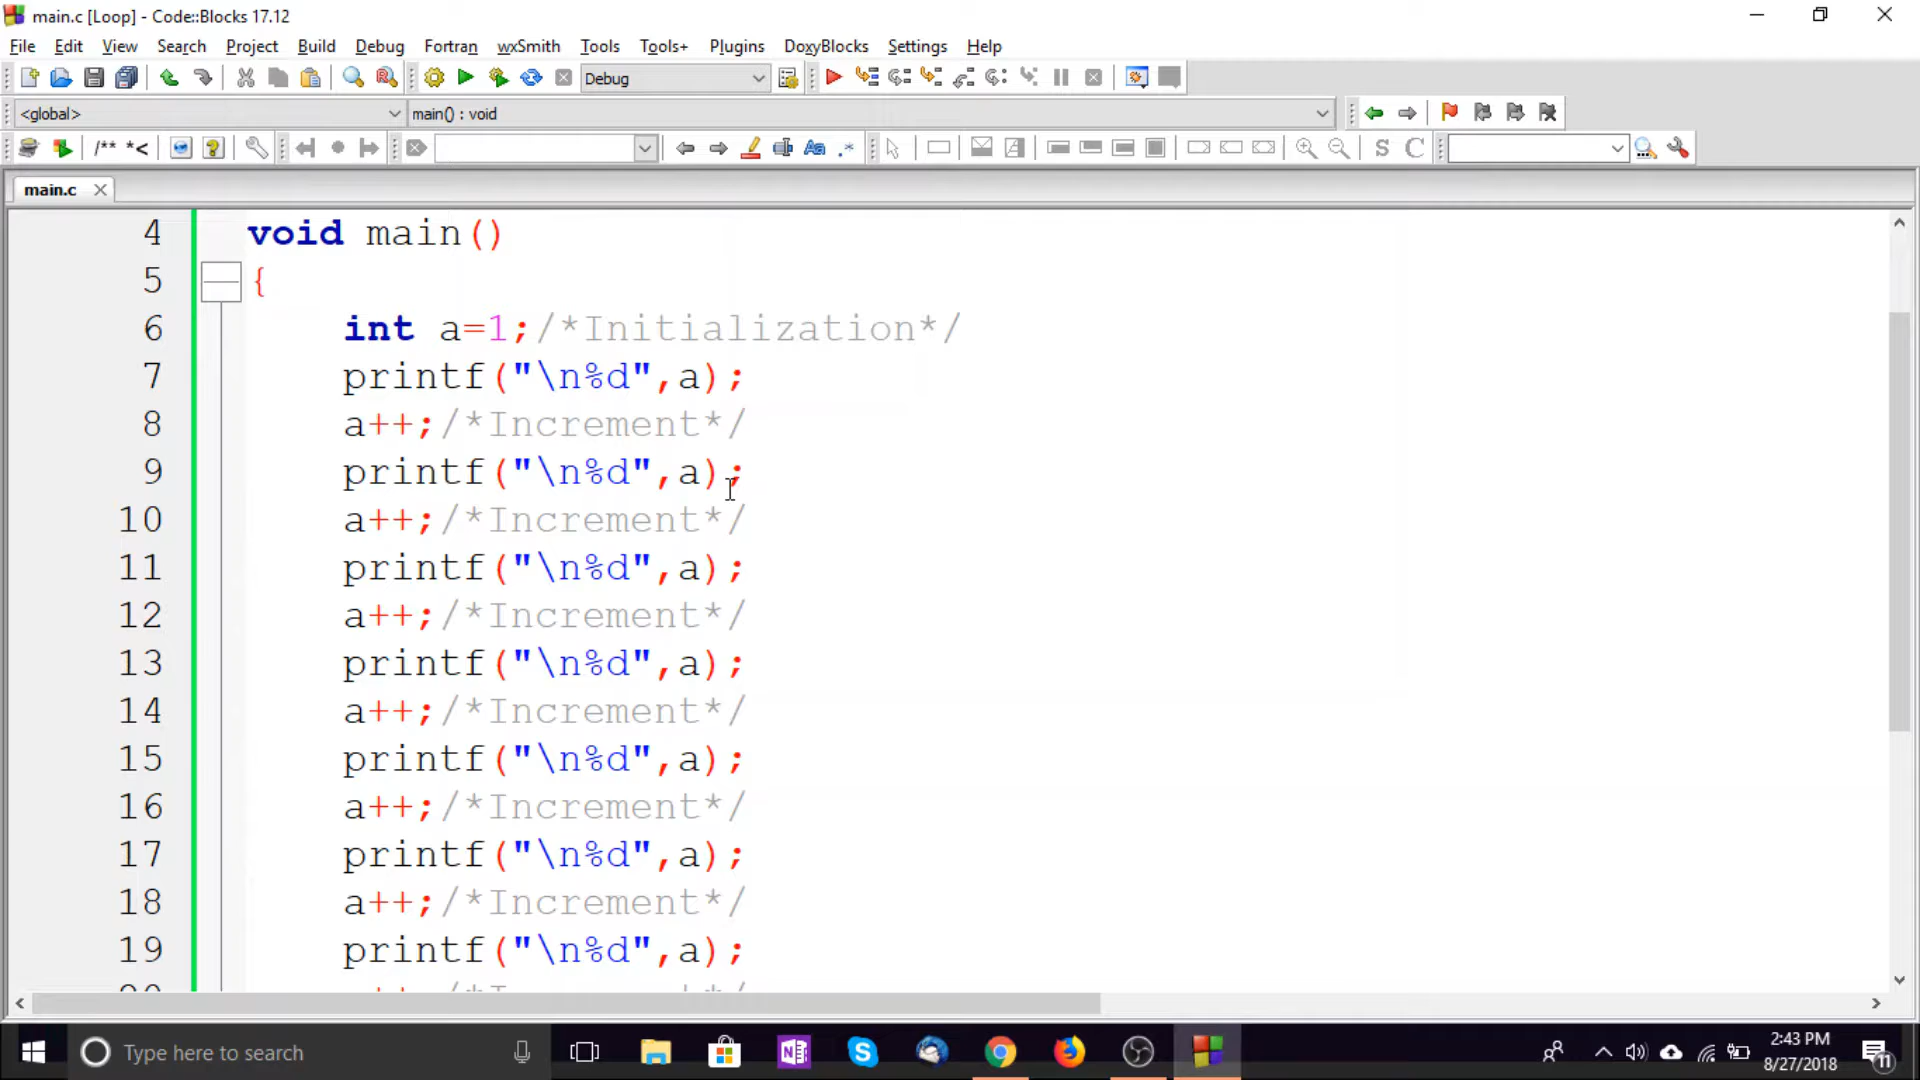 main.c [Loop] - Code::Blocks 17.12
File Edit View Search Project Build Debug Fortran wxSmith Tools Tools+ Plugins DoxyBlocks Settings Help
Debug
<global> main() : void
/** *< Aa .* S C
main.c
4 void main()
5 {
6 int a=1;/*Initialization*/
7 printf("\n%d",a);
8 a++;/*Increment*/
9 printf("\n%d",a);
10 a++;/*Increment*/
11 printf("\n%d",a);
12 a++;/*Increment*/
13 printf("\n%d",a);
14 a++;/*Increment*/
15 printf("\n%d",a);
16 a++;/*Increment*/
17 printf("\n%d",a);
18 a++;/*Increment*/
19 printf("\n%d",a);
Type here to search
2:43 PM
8/27/2018
11